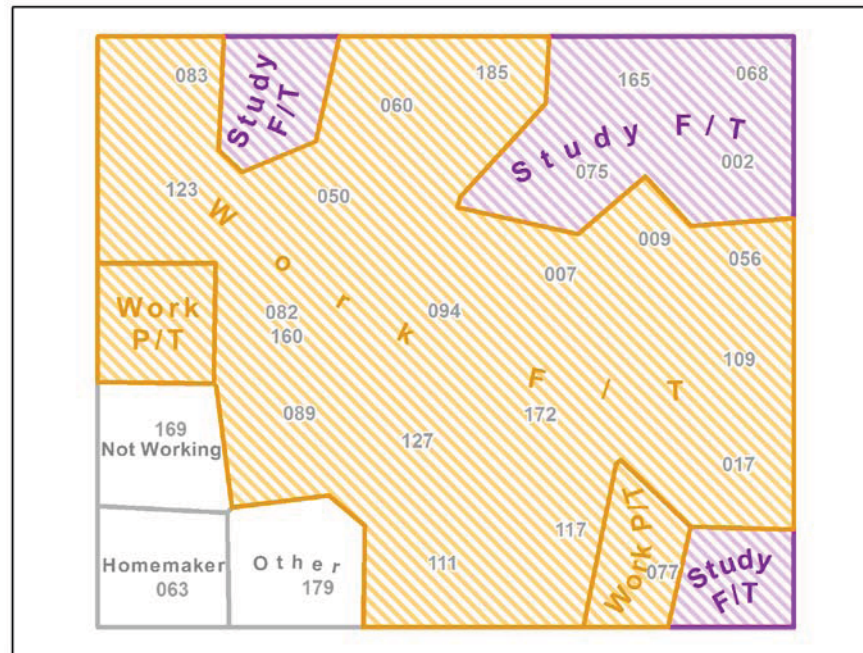 083
Study
F/T
060
185
165
068
Study F/T
075
002
123
050
Work F/T
009
007
056
Work
P/T
082
160
094
109
089
127
172
169
Not Working
017
117
Work P/T
077
Homemaker
063
Other
179
111
Study
F/T